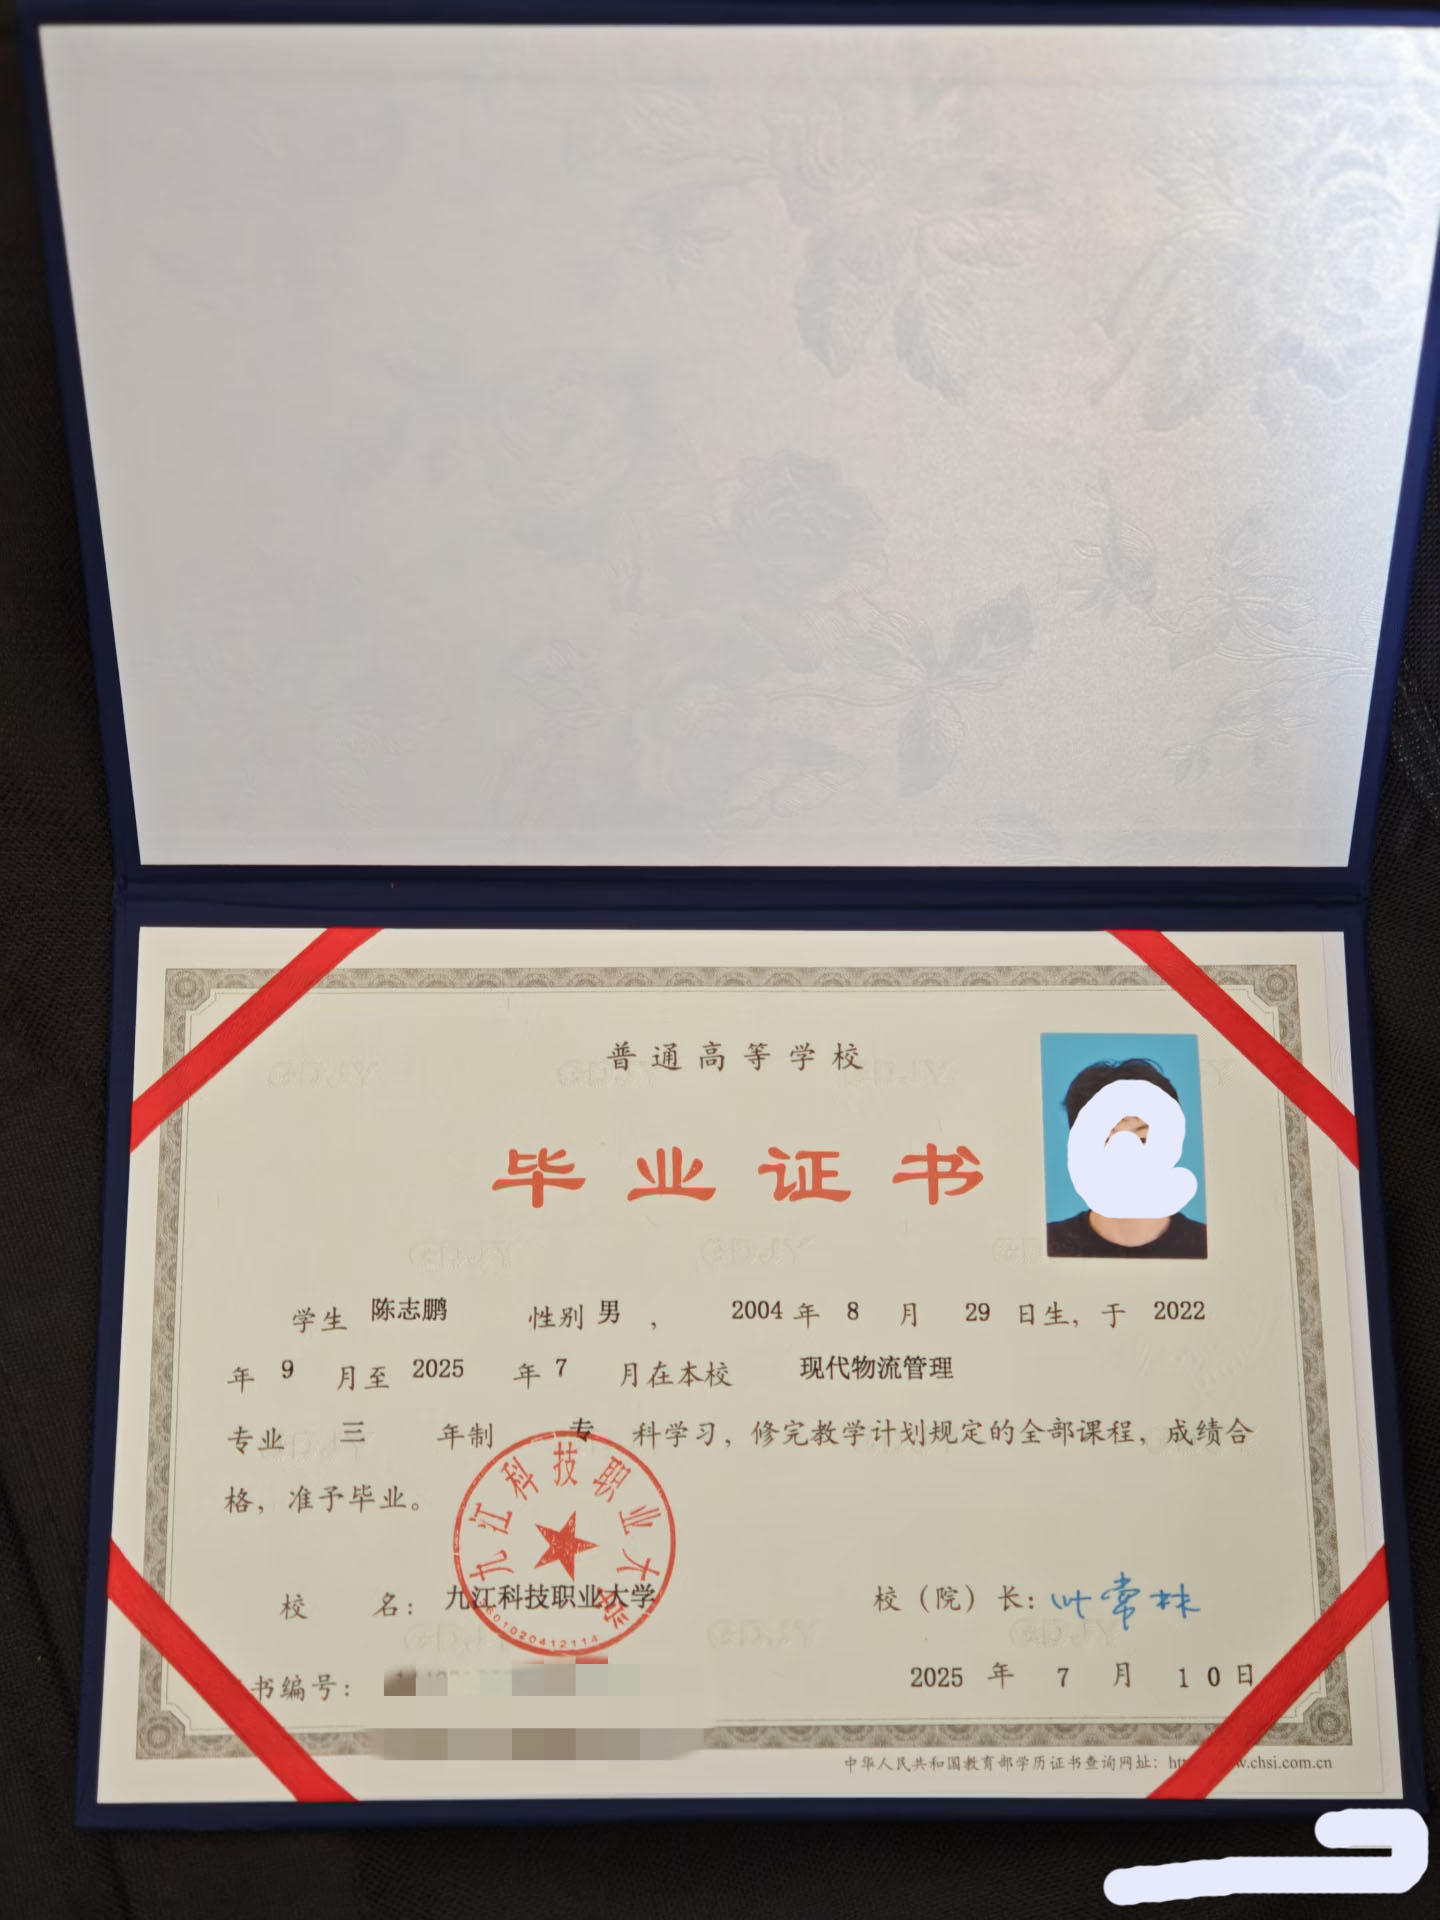 普通高等学校
毕业证书
学生 陈志鹏 性别 男 , 2004 年 8 月 29 日生, 于 2022
年 9 月至 2025 年 7 月在本校 现代物流管理
专业 三 年制 专 科学习, 修完教学计划规定的全部课程, 成绩合
格, 准予毕业。
九江科技职业大学
3601020412114
校 名: 九江科技职业大学
校(院)长:
书编号:
2025 年 7 月 10 日
中华人民共和国教育部学历证书查询网址: .chsi.com.cn